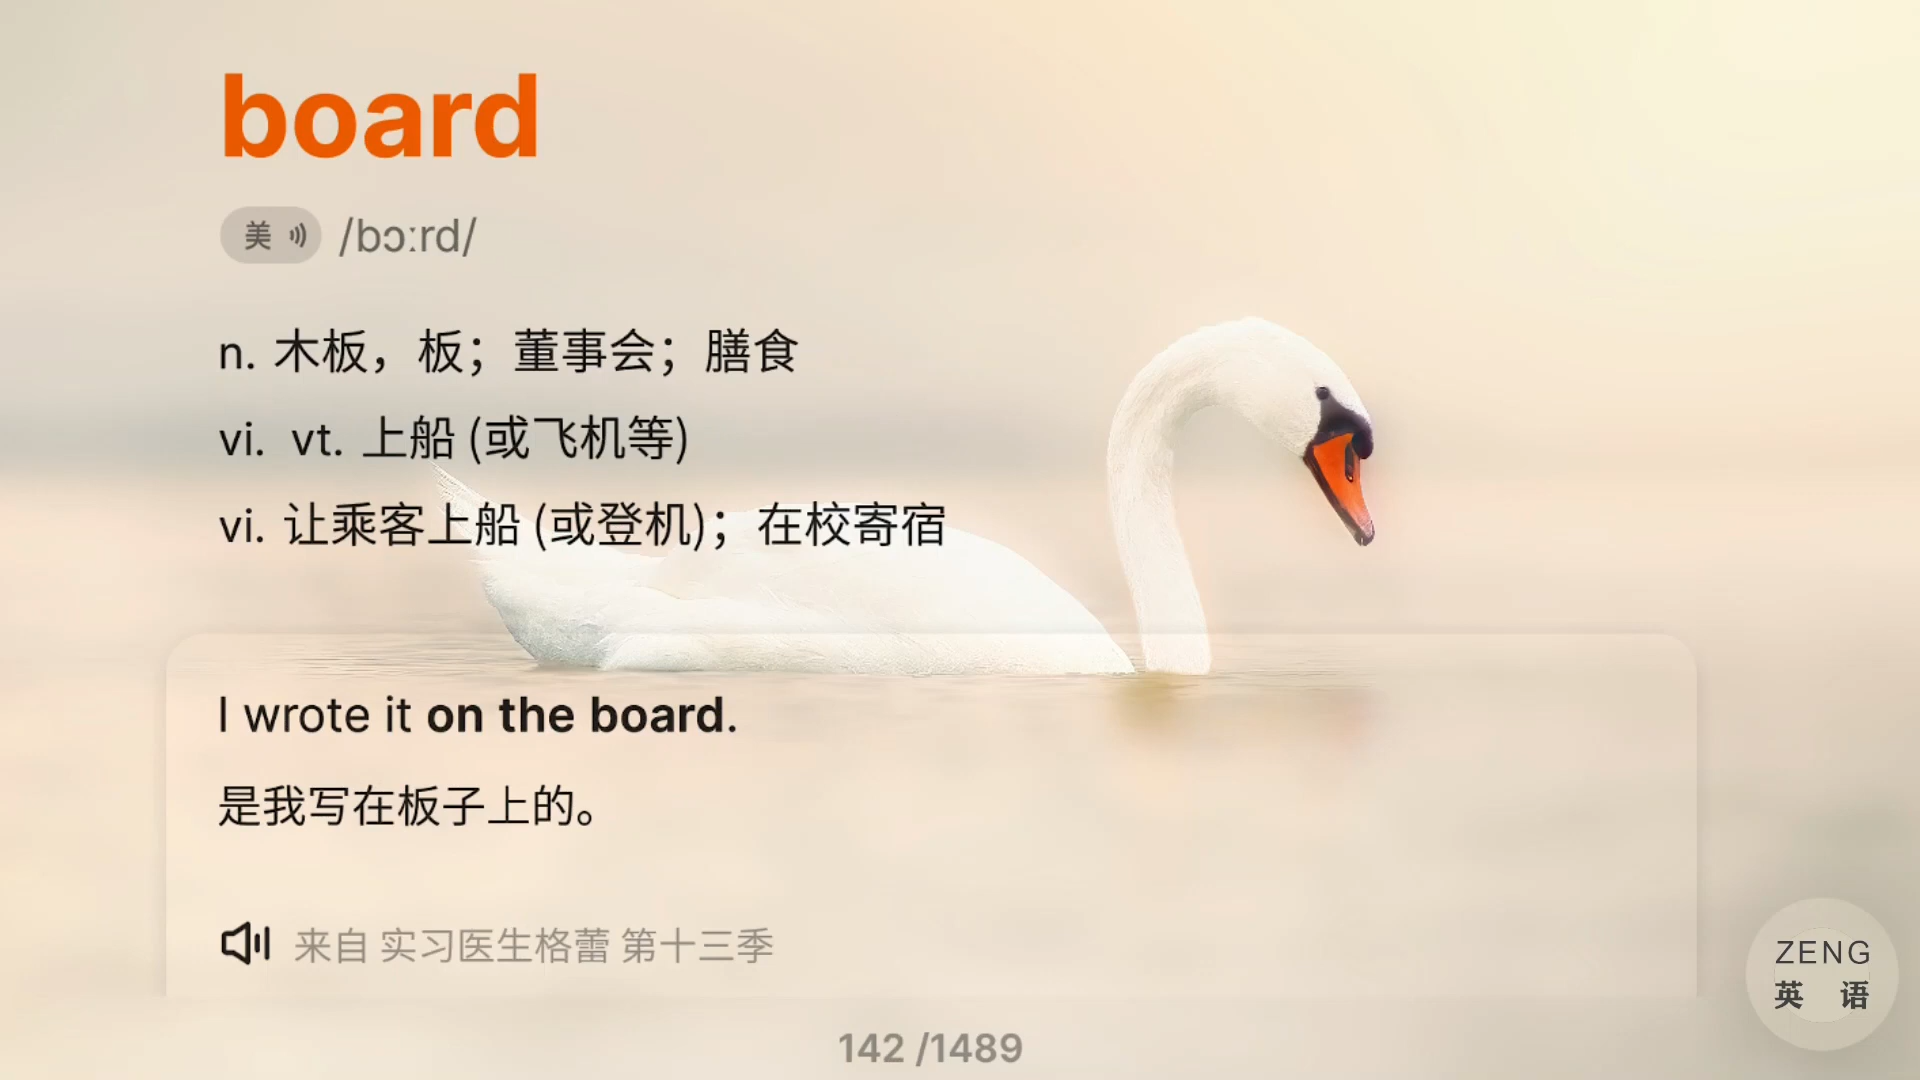 board
美 /bɔːrd/
n. 木板，板；董事会；膳食
vi. vt. 上船 (或飞机等)
vi. 让乘客上船 (或登机)；在校寄宿
I wrote it on the board.
是我写在板子上的。
来自 实习医生格蕾 第十三季
ZENG
英 语
142 /1489